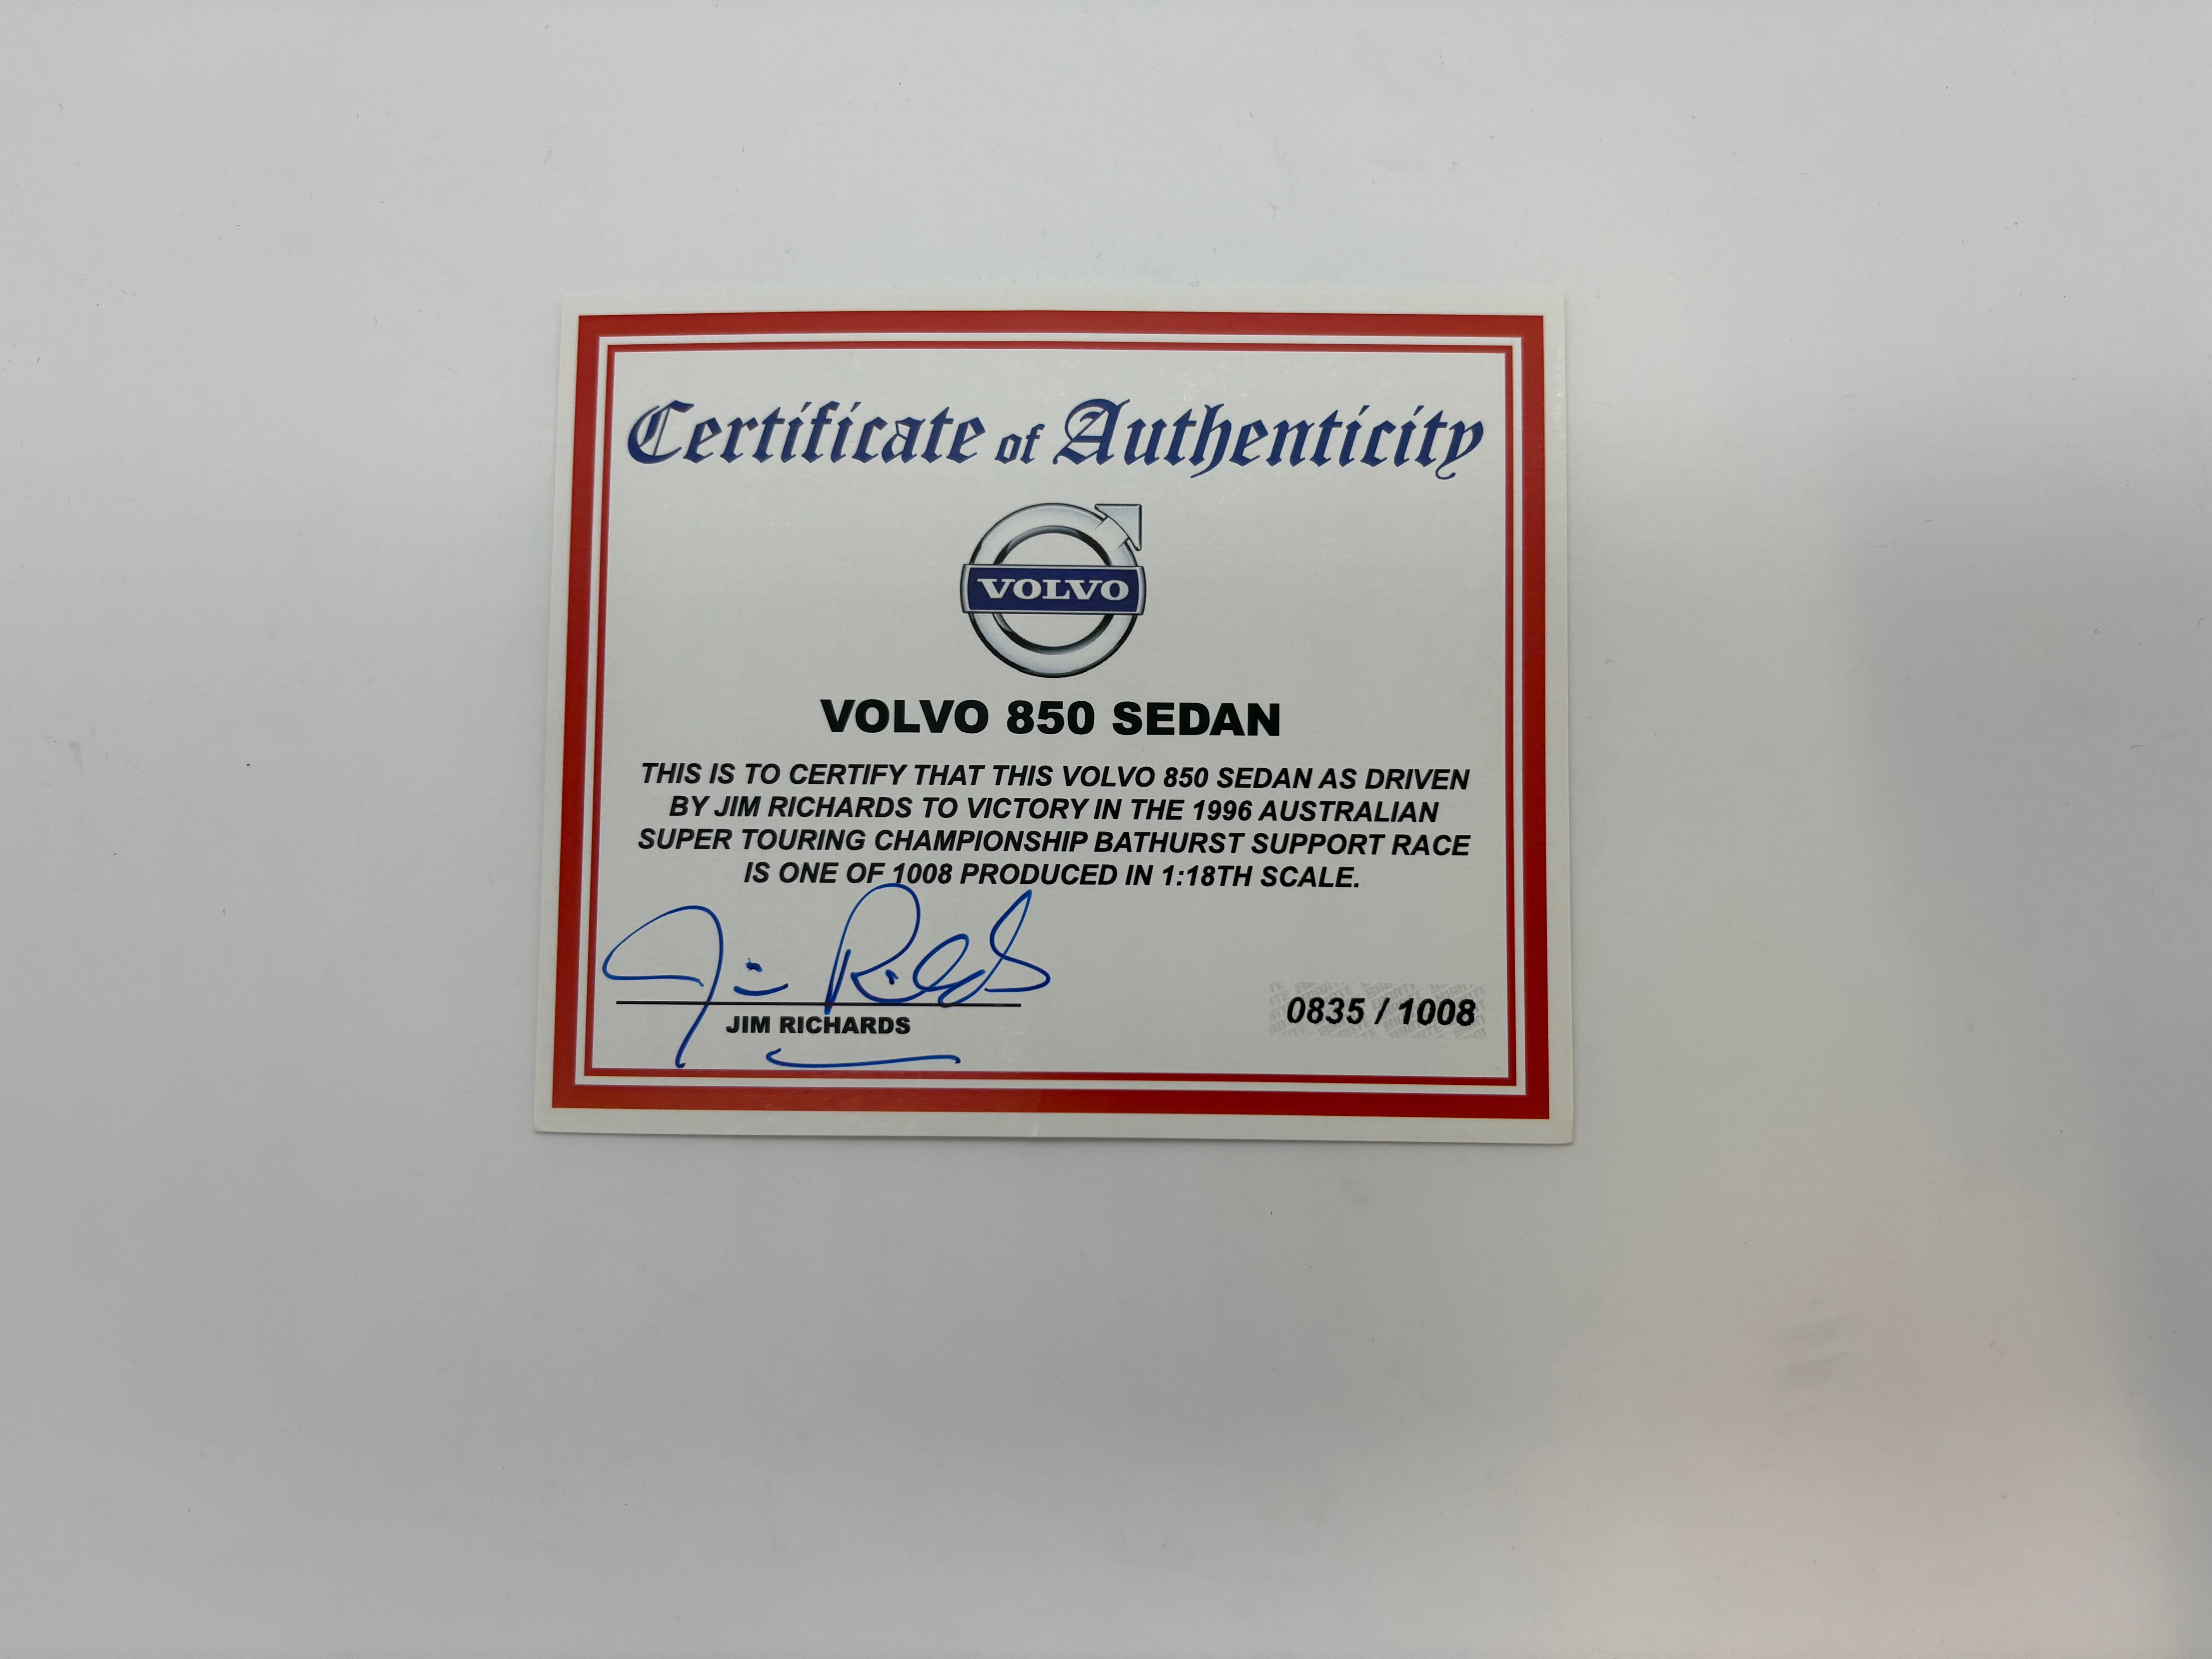 Certificate of Authenticity
VOLVO
VOLVO 850 SEDAN
THIS IS TO CERTIFY THAT THIS VOLVO 850 SEDAN AS DRIVEN
BY JIM RICHARDS TO VICTORY IN THE 1996 AUSTRALIAN
SUPER TOURING CHAMPIONSHIP BATHURST SUPPORT RACE
IS ONE OF 1008 PRODUCED IN 1:18TH SCALE.
JIM RICHARDS
0835 / 1008